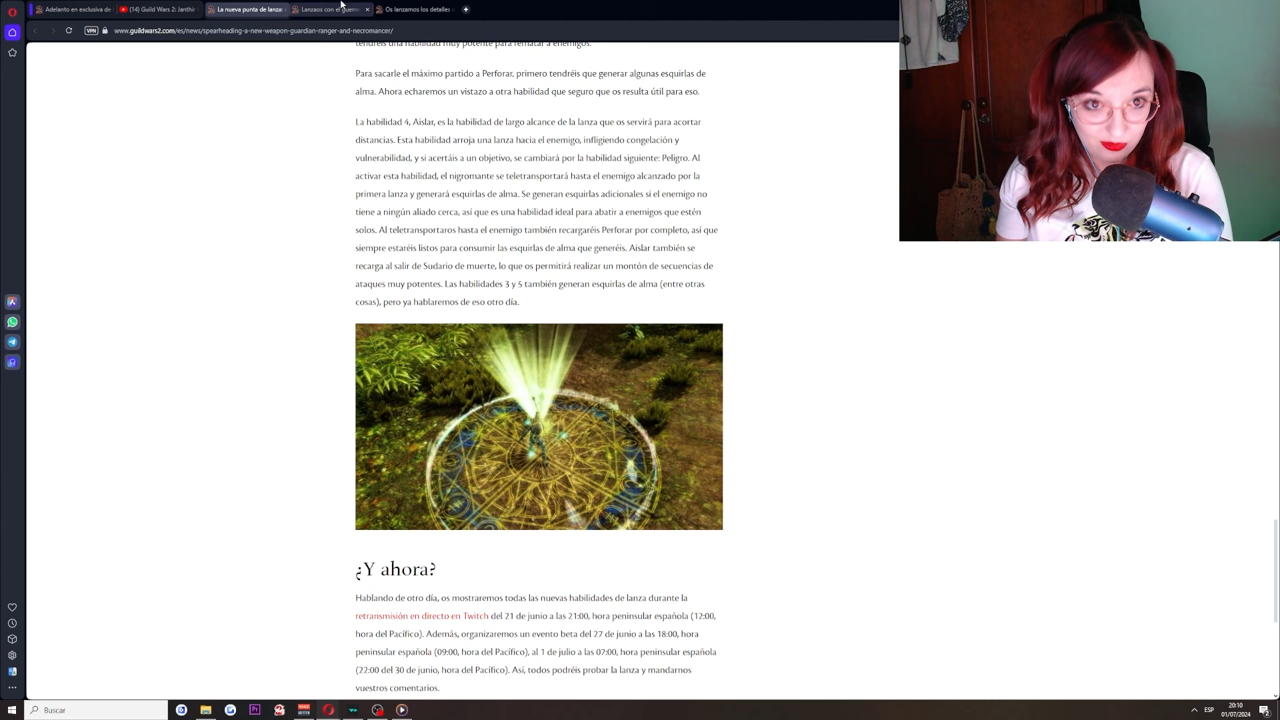 Adelanto en exclusiva de
(14) Guild Wars 2: Janthir
La nueva punta de lanza:
Lanzaos con el guerre
Os lanzamos los detalles
VPN
www.guildwars2.com/es/news/spearheading-a-new-weapon-guardian-ranger-and-necromancer/
tendréis una habilidad muy potente para rematar a enemigos.
Para sacarle el máximo partido a Perforar, primero tendréis que generar algunas esquirlas de
alma. Ahora echaremos un vistazo a otra habilidad que seguro que os resulta útil para eso.
La habilidad 4, Aislar, es la habilidad de largo alcance de la lanza que os servirá para acortar
distancias. Esta habilidad arroja una lanza hacia el enemigo, infligiendo congelación y
vulnerabilidad, y si acertáis a un objetivo, se cambiará por la habilidad siguiente: Peligro. Al
activar esta habilidad, el nigromante se teletransportará hasta el enemigo alcanzado por la
primera lanza y generará esquirlas de alma. Se generan esquirlas adicionales si el enemigo no
tiene a ningún aliado cerca, así que es una habilidad ideal para abatir a enemigos que estén
solos. Al teletransportaros hasta el enemigo también recargaréis Perforar por completo, así que
siempre estaréis listos para consumir las esquirlas de alma que generéis. Aislar también se
recarga al salir de Sudario de muerte, lo que os permitirá realizar un montón de secuencias de
ataques muy potentes. Las habilidades 3 y 5 también generan esquirlas de alma (entre otras
cosas), pero ya hablaremos de eso otro día.
¿Y ahora?
Hablando de otro día, os mostraremos todas las nuevas habilidades de lanza durante la
retransmisión en directo en Twitch del 21 de junio a las 21:00, hora peninsular española (12:00,
hora del Pacífico). Además, organizaremos un evento beta del 27 de junio a las 18:00, hora
peninsular española (09:00, hora del Pacífico), al 1 de julio a las 07:00, hora peninsular española
(22:00 del 30 de junio, hora del Pacífico). Así, todos podréis probar la lanza y mandarnos
vuestros comentarios.
Buscar
ESP
20:10
01/07/2024